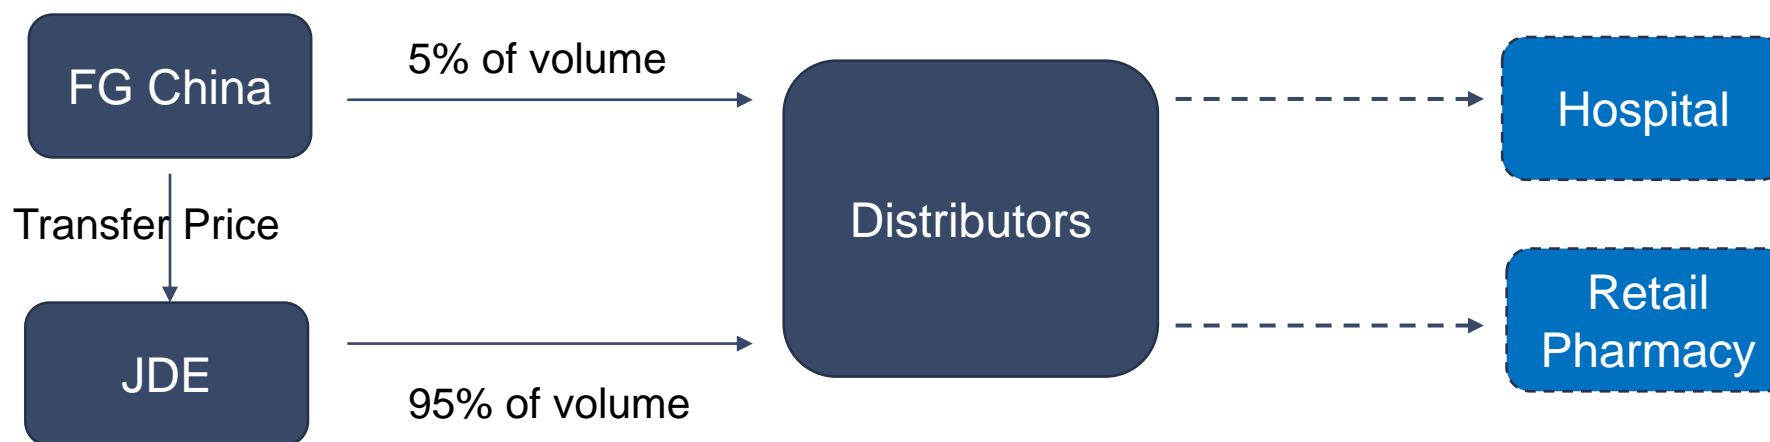 FG China
5% of volume
Hospital
Transfer Price
Distributors
Retail
Pharmacy
JDE
95% of volume